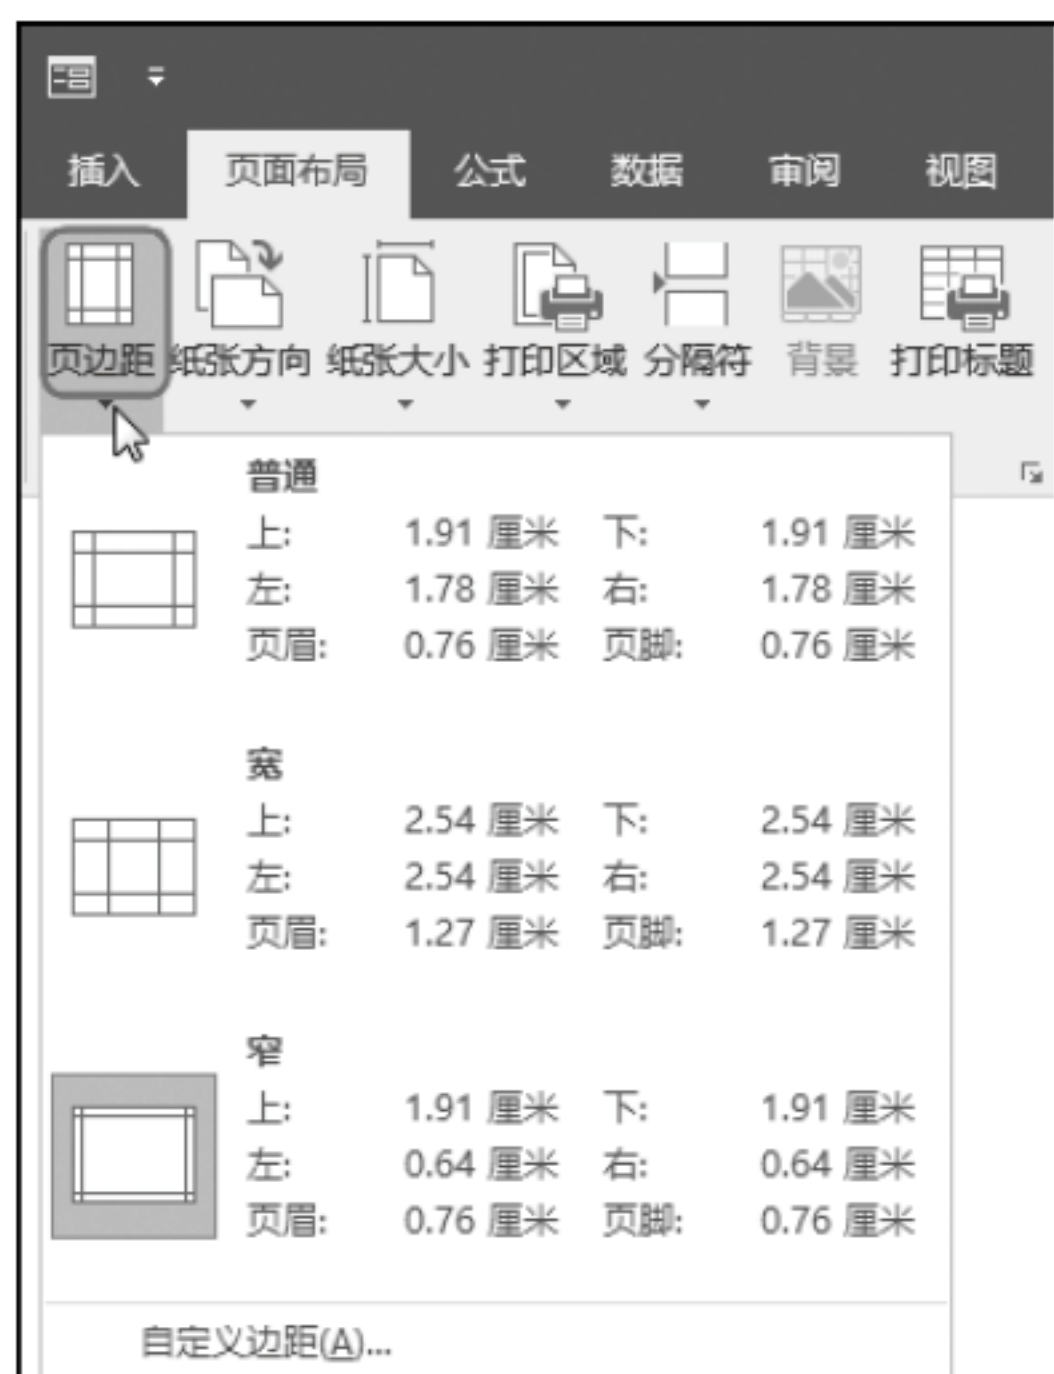 插入 页面布局 公式 数据 审阅 视图
页边距 纸张方向 纸张大小 打印区域 分隔符 背景 打印标题
普通
上: 1.91 厘米 下: 1.91 厘米
左: 1.78 厘米 右: 1.78 厘米
页眉: 0.76 厘米 页脚: 0.76 厘米
宽
上: 2.54 厘米 下: 2.54 厘米
左: 2.54 厘米 右: 2.54 厘米
页眉: 1.27 厘米 页脚: 1.27 厘米
窄
上: 1.91 厘米 下: 1.91 厘米
左: 0.64 厘米 右: 0.64 厘米
页眉: 0.76 厘米 页脚: 0.76 厘米
自定义边距(A)...